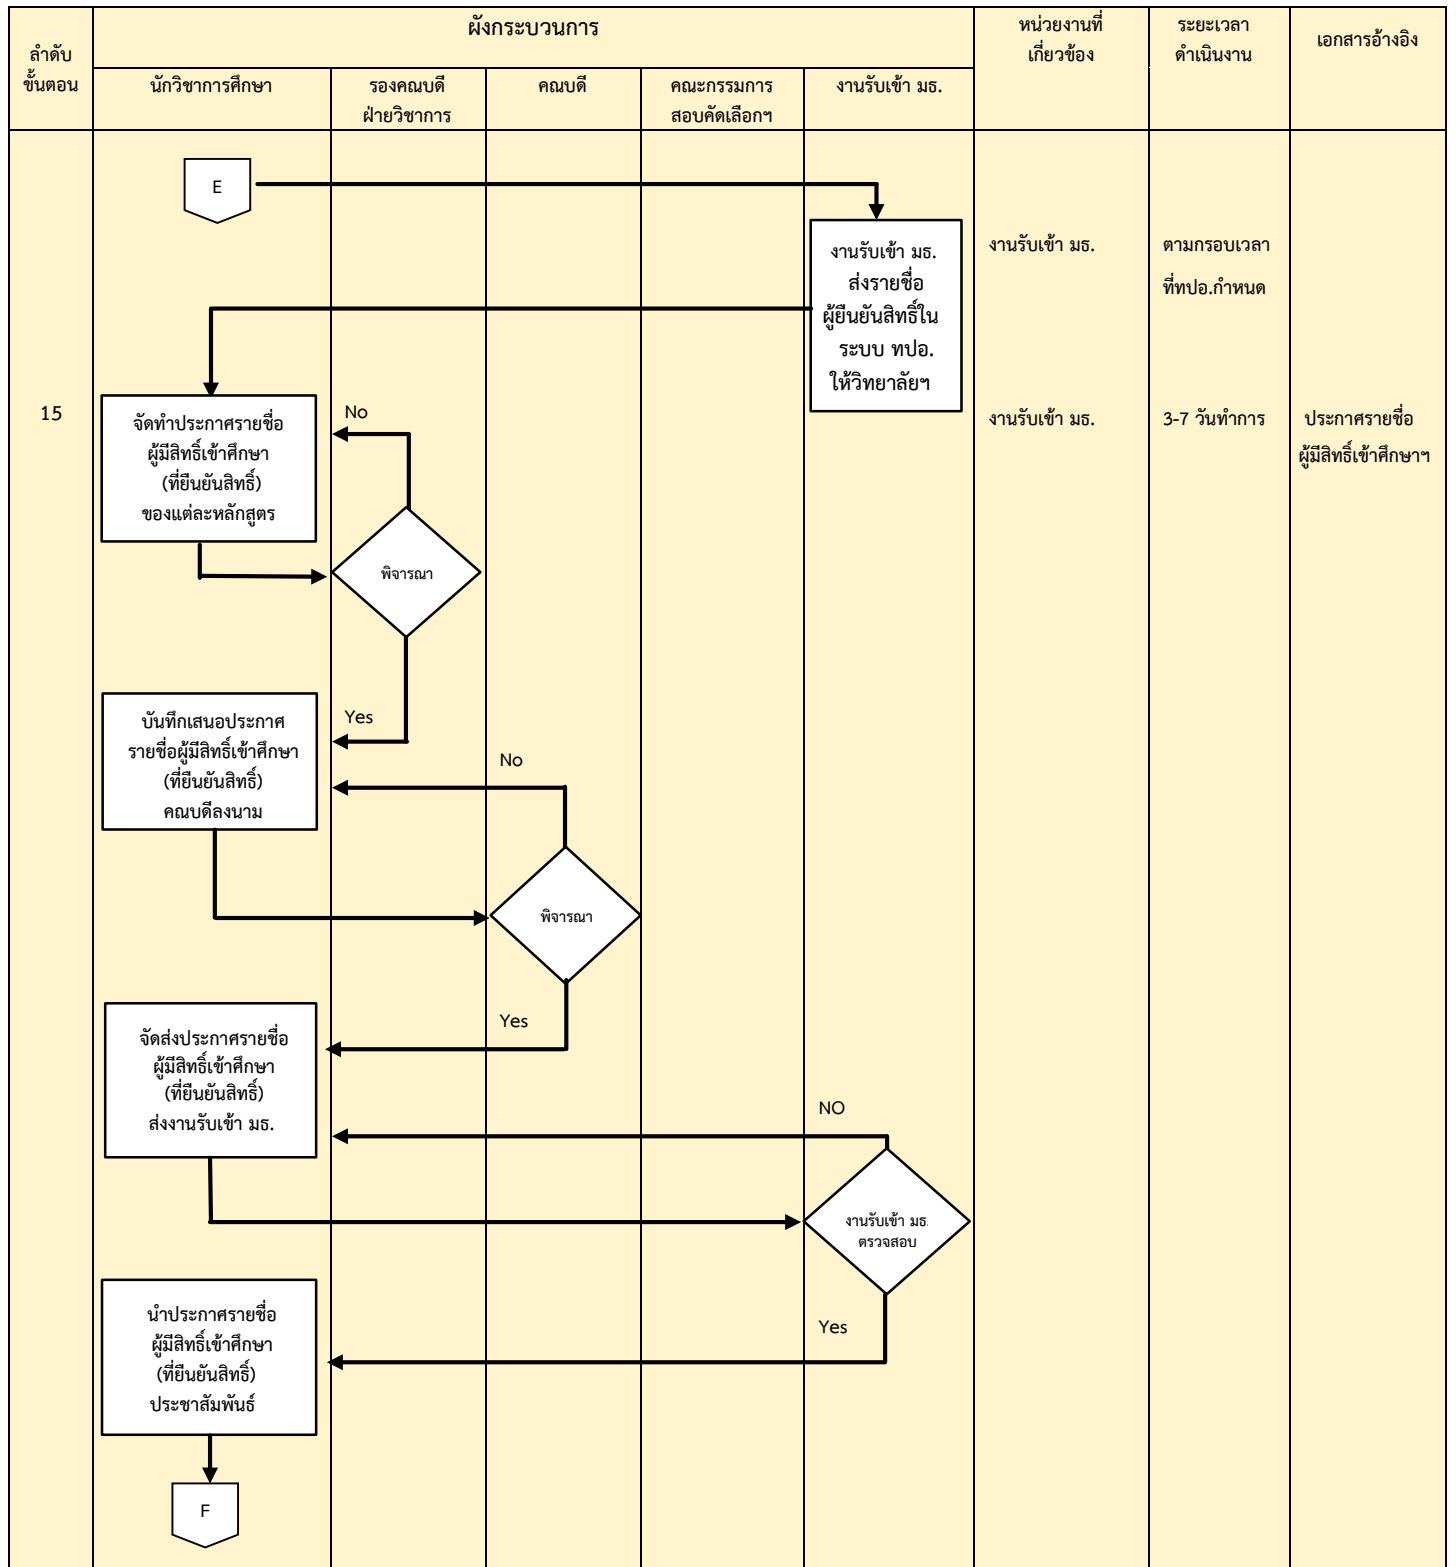 ลำดับ
ขั้นตอน
ผังกระบวนการ
หน่วยงานที่
เกี่ยวข้อง
ระยะเวลา
ดำเนินงาน
เอกสารอ้างอิง
นักวิชาการศึกษา
รองคณบดี
ฝ่ายวิชาการ
คณบดี
คณะกรรมการ
สอบคัดเลือกฯ
งานรับเข้า มธ.
E
งานรับเข้า มธ.
ส่งรายชื่อ
ผู้ยืนยันสิทธิ์ใน
ระบบ ทปอ.
ให้วิทยาลัยฯ
งานรับเข้า มธ.
ตามกรอบเวลา
ที่ทปอ.กำหนด
15
จัดทำประกาศรายชื่อ
ผู้มีสิทธิ์เข้าศึกษา
(ที่ยืนยันสิทธิ์)
ของแต่ละหลักสูตร
No
งานรับเข้า มธ.
3-7 วันทำการ
ประกาศรายชื่อ
ผู้มีสิทธิ์เข้าศึกษาฯ
พิจารณา
Yes
บันทึกเสนอประกาศ
รายชื่อผู้มีสิทธิ์เข้าศึกษา
(ที่ยืนยันสิทธิ์)
คณบดีลงนาม
No
พิจารณา
Yes
จัดส่งประกาศรายชื่อ
ผู้มีสิทธิ์เข้าศึกษา
(ที่ยืนยันสิทธิ์)
ส่งงานรับเข้า มธ.
NO
งานรับเข้า มธ.
ตรวจสอบ
Yes
นำประกาศรายชื่อ
ผู้มีสิทธิ์เข้าศึกษา
(ที่ยืนยันสิทธิ์)
ประชาสัมพันธ์
F